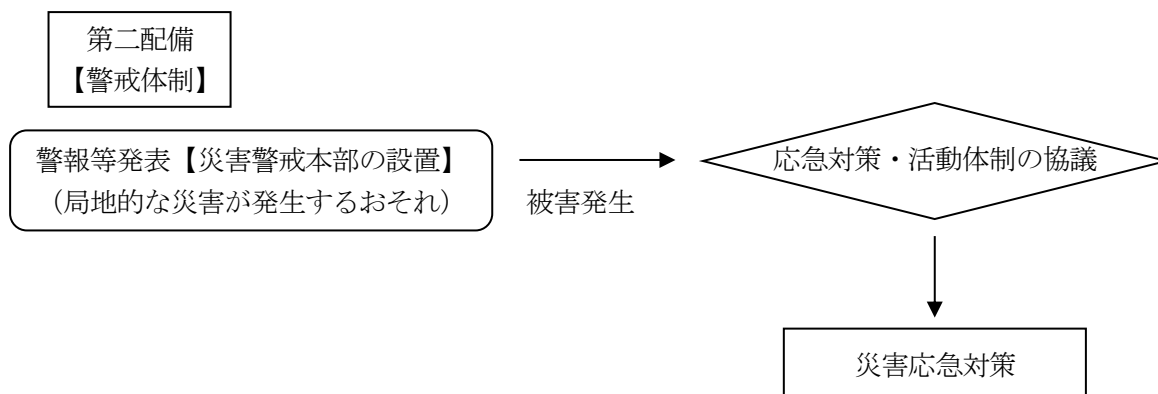 第二配備
【警戒体制】
警報等発表【災害警戒本部の設置】
（局地的な災害が発生するおそれ）
被害発生
応急対策・活動体制の協議
災害応急対策